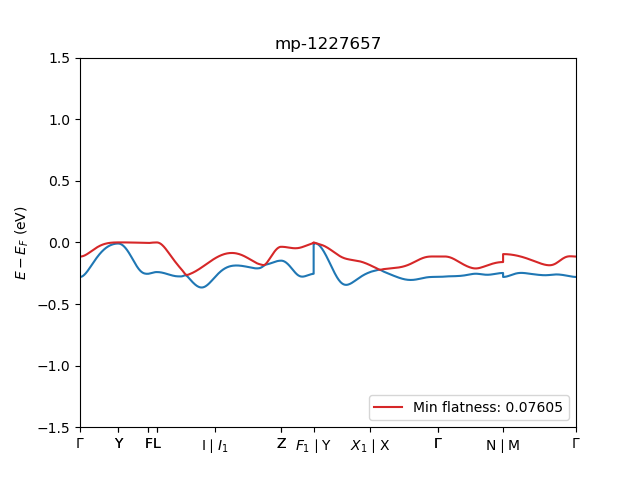 mp-1227657
E − E_F (eV)
1.5
1.0
0.5
0.0
−0.5
−1.0
−1.5
Min flatness: 0.07605
Γ Y F L I | I₁ Z F₁ | Y X₁ | X Γ N | M Γ